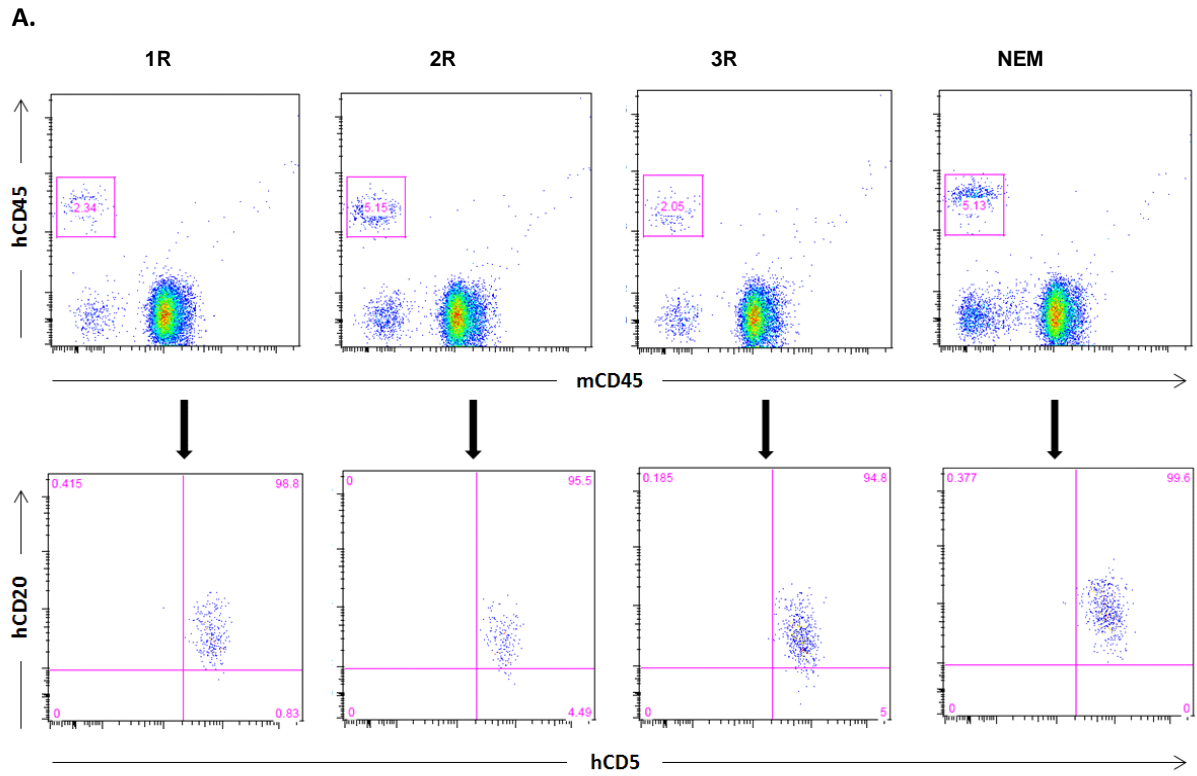 A.
1R 2R 3R NEM
hCD45
2.34 5.15 2.05 5.13
mCD45
0.415 98.8 0 95.5 0.185 94.8 0.377 99.6
hCD20
0 0.83 0 4.49 0 5 0 0
hCD5